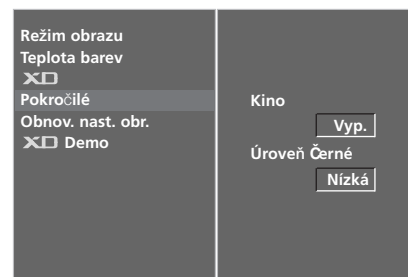 Režim obrazu
Teplota barev
XD
Pokročilé
Obnov. nast. obr.
XD Demo
Kino
Vyp.
Úroveň Černé
Nízká